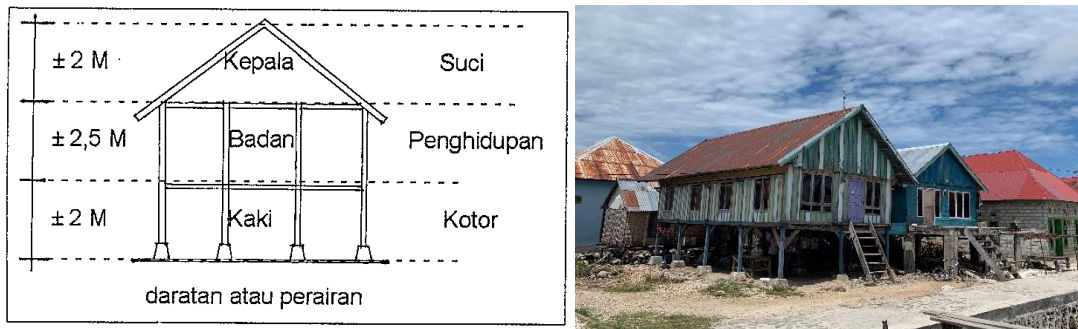 ± 2 M Kepala Suci
± 2,5 M Badan Penghidupan
± 2 M Kaki Kotor
daratan atau perairan